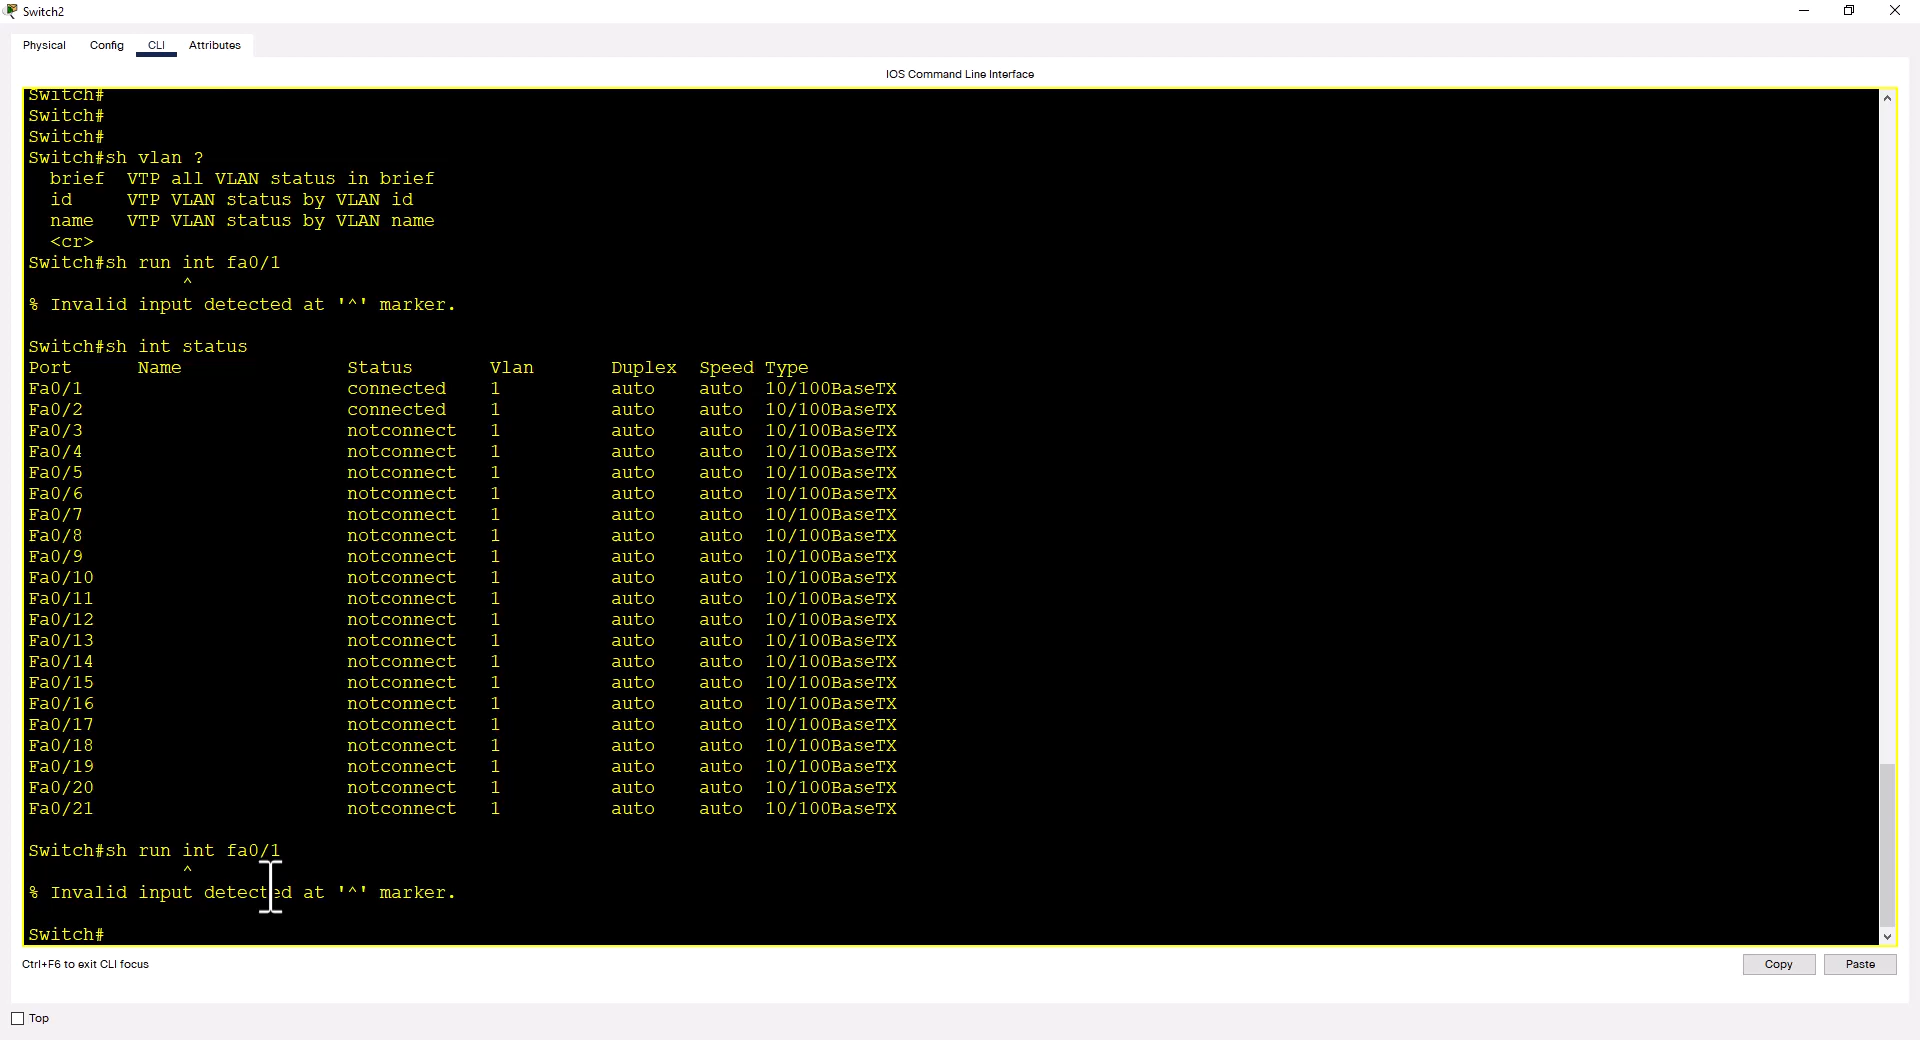 Switch2
Physical Config CLI Attributes
IOS Command Line Interface
Switch#
Switch#
Switch#
Switch#sh vlan ?
  brief  VTP all VLAN status in brief
  id     VTP VLAN status by VLAN id
  name   VTP VLAN status by VLAN name
  <cr>
Switch#sh run int fa0/1
              ^
% Invalid input detected at '^' marker.
Switch#sh int status
Port      Name               Status       Vlan       Duplex  Speed Type
Fa0/1                        connected    1          auto    auto  10/100BaseTX
Fa0/2                        connected    1          auto    auto  10/100BaseTX
Fa0/3                        notconnect   1          auto    auto  10/100BaseTX
Fa0/4                        notconnect   1          auto    auto  10/100BaseTX
Fa0/5                        notconnect   1          auto    auto  10/100BaseTX
Fa0/6                        notconnect   1          auto    auto  10/100BaseTX
Fa0/7                        notconnect   1          auto    auto  10/100BaseTX
Fa0/8                        notconnect   1          auto    auto  10/100BaseTX
Fa0/9                        notconnect   1          auto    auto  10/100BaseTX
Fa0/10                       notconnect   1          auto    auto  10/100BaseTX
Fa0/11                       notconnect   1          auto    auto  10/100BaseTX
Fa0/12                       notconnect   1          auto    auto  10/100BaseTX
Fa0/13                       notconnect   1          auto    auto  10/100BaseTX
Fa0/14                       notconnect   1          auto    auto  10/100BaseTX
Fa0/15                       notconnect   1          auto    auto  10/100BaseTX
Fa0/16                       notconnect   1          auto    auto  10/100BaseTX
Fa0/17                       notconnect   1          auto    auto  10/100BaseTX
Fa0/18                       notconnect   1          auto    auto  10/100BaseTX
Fa0/19                       notconnect   1          auto    auto  10/100BaseTX
Fa0/20                       notconnect   1          auto    auto  10/100BaseTX
Fa0/21                       notconnect   1          auto    auto  10/100BaseTX
Switch#sh run int fa0/1
              ^
% Invalid input detected at '^' marker.
Switch#
Ctrl+F6 to exit CLI focus
Copy Paste
Top